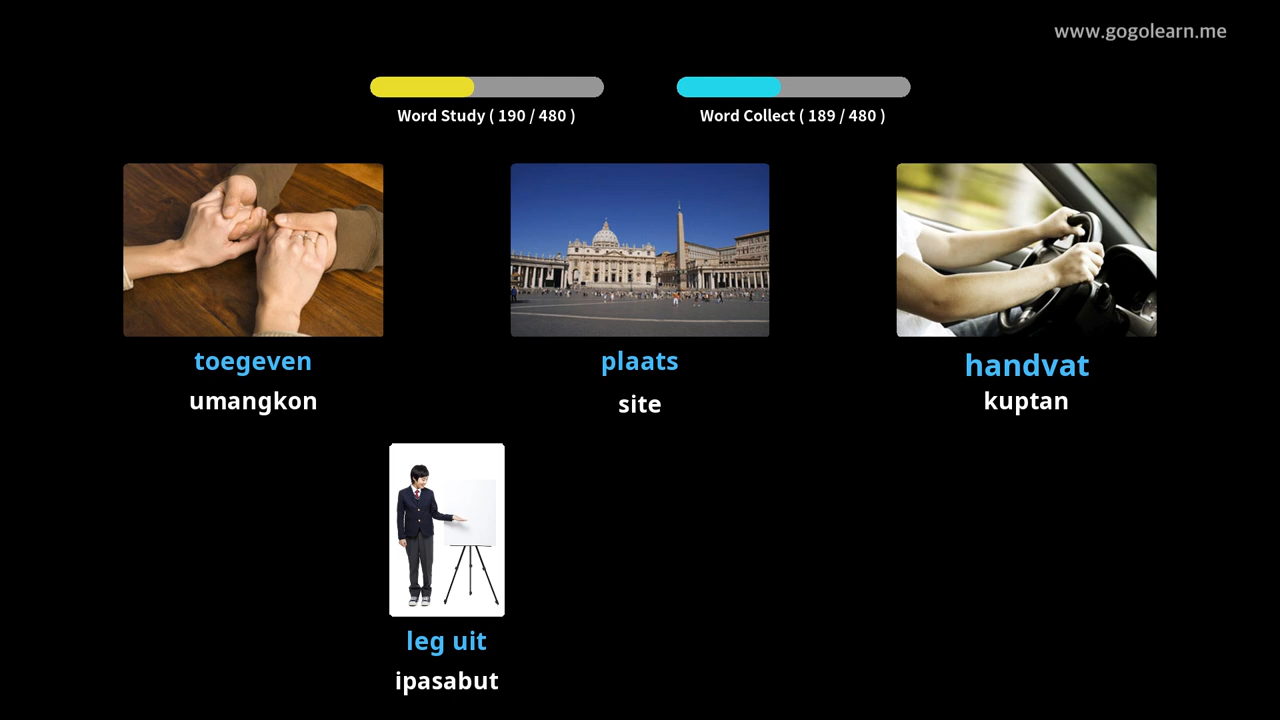 www.gogolearn.me
Word Study ( 190 / 480 )
Word Collect ( 189 / 480 )
toegeven
umangkon
plaats
site
handvat
kuptan
leg uit
ipasabut